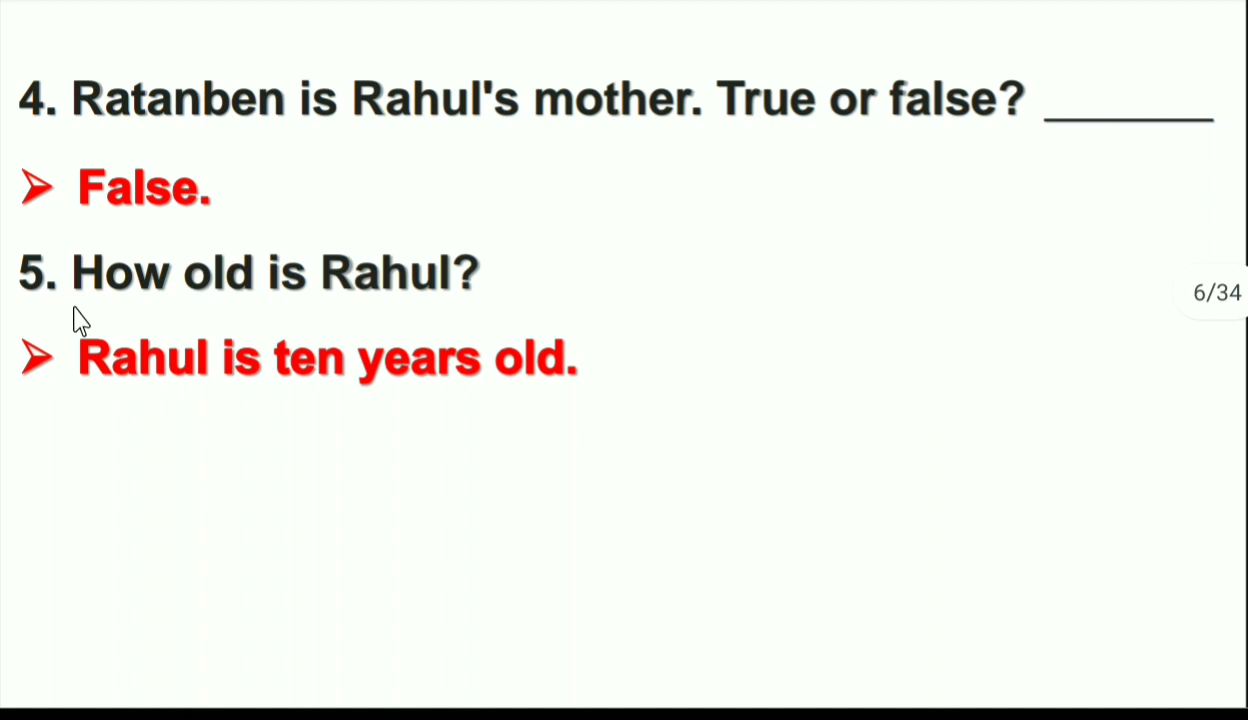 4. Ratanben is Rahul's mother. True or false? _______
➢ False.
5. How old is Rahul?
6/34
➢ Rahul is ten years old.